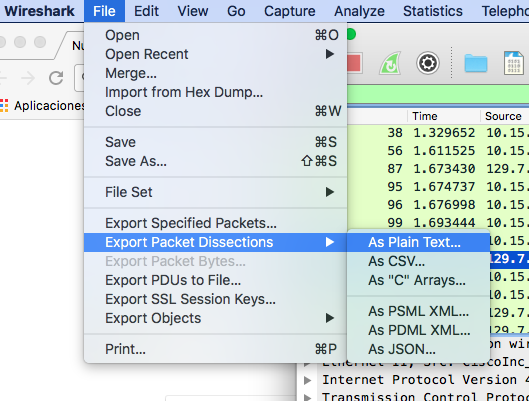 Wireshark File Edit View Go Capture Analyze Statistics Telepho
Open ⌘O
Open Recent
Merge...
Import from Hex Dump...
Close ⌘W
Save ⌘S
Save As... ⇧⌘S
File Set
Export Specified Packets...
Export Packet Dissections
Export Packet Bytes...
Export PDUs to File...
Export SSL Session Keys...
Export Objects
Print... ⌘P
As Plain Text...
As CSV...
As "C" Arrays...
As PSML XML...
As PDML XML...
As JSON...
Nu
Aplicaciones
Time Source
38 1.329652 10.15.
56 1.611525 10.15.
87 1.673430 129.7.
95 1.674737 10.15.
96 1.676998 10.15.
99 1.693444 10.15.
10.15.
129.7.
10.15.
10.15.
129.7.
on wir
Ethernet II, Src: CiscoInc_
Internet Protocol Version 4
Transmission Control Proto